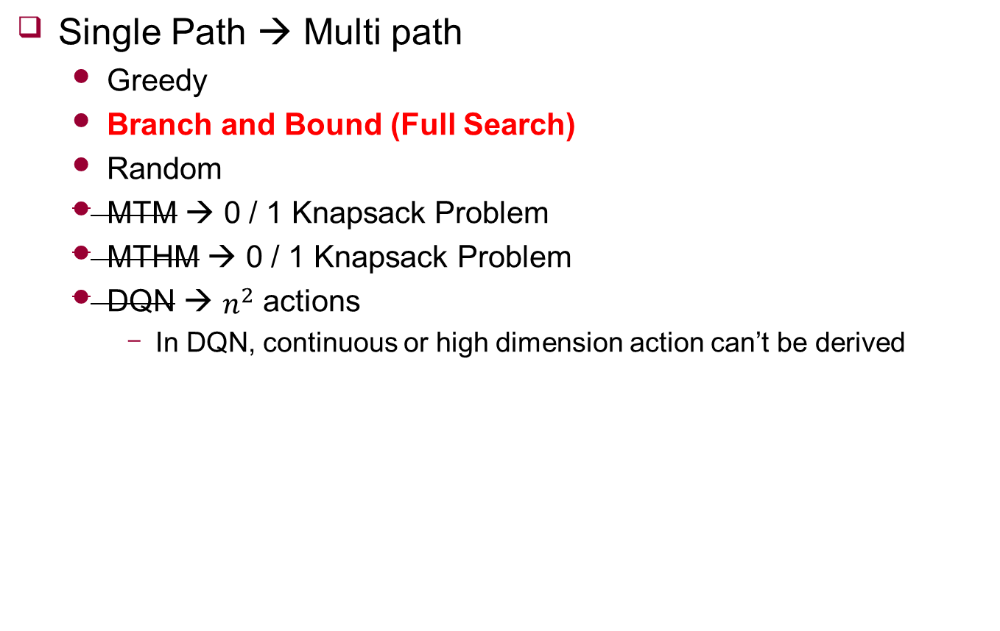 ❑ Single Path → Multi path
● Greedy
● Branch and Bound (Full Search)
● Random
● MTM → 0 / 1 Knapsack Problem
● MTHM → 0 / 1 Knapsack Problem
● DQN → n² actions
− In DQN, continuous or high dimension action can’t be derived